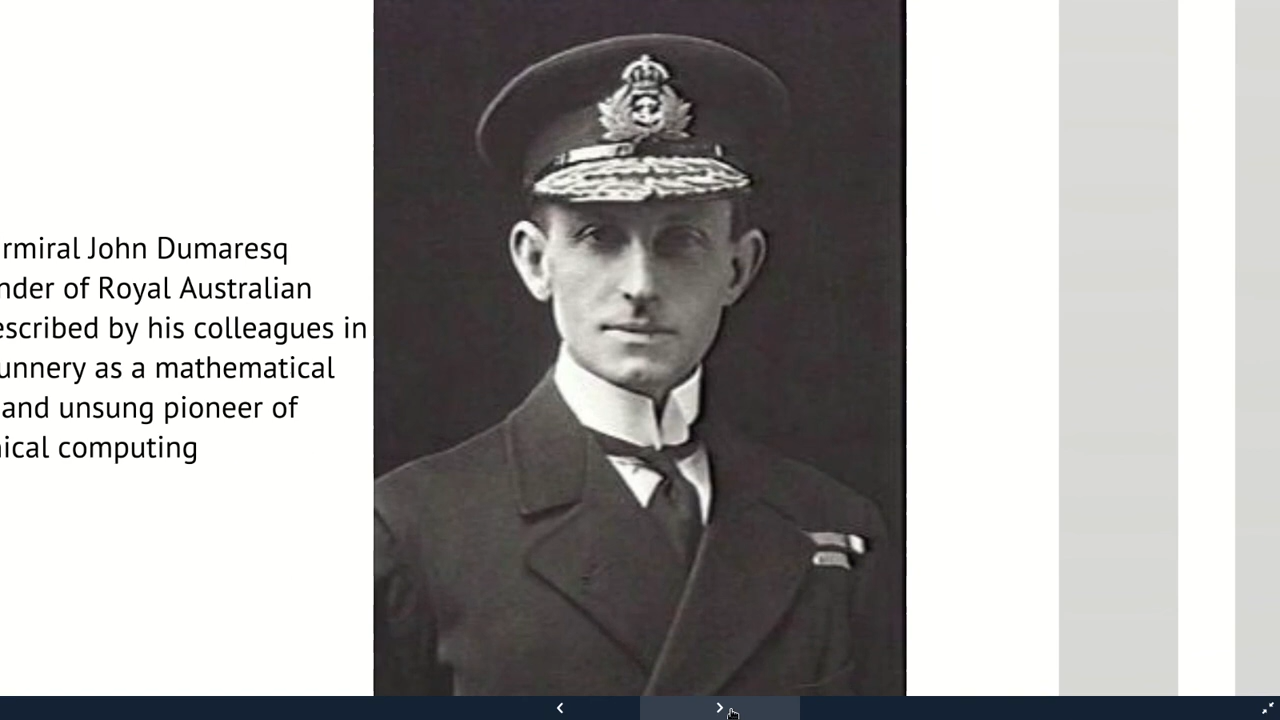 rmiral John Dumaresq
nder of Royal Australian
escribed by his colleagues in
unnery as a mathematical
and unsung pioneer of
ical computing